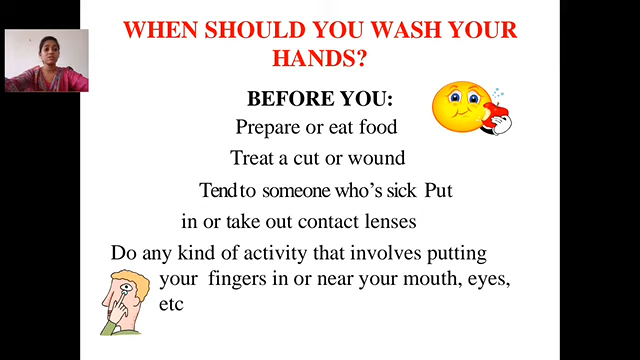 WHEN SHOULD YOU WASH YOUR
HANDS?
BEFORE YOU:
Prepare or eat food
Treat a cut or wound
Tend to someone who’s sick Put
in or take out contact lenses
Do any kind of activity that involves putting
your fingers in or near your mouth, eyes,
etc